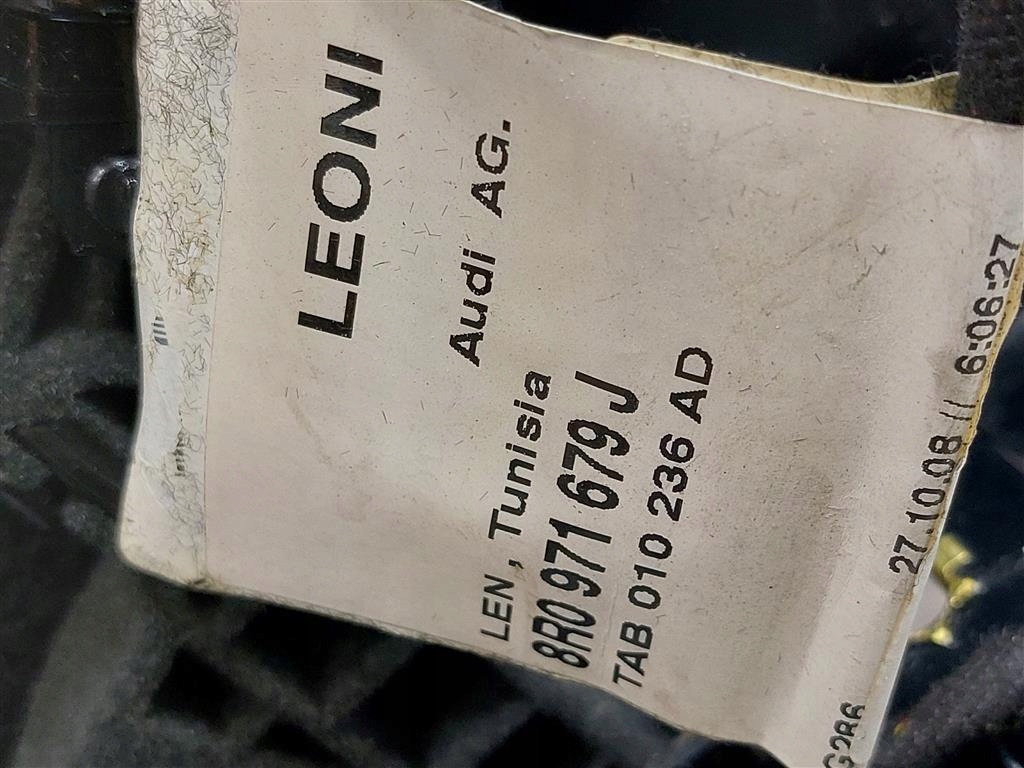 LEONI
Audi AG.
LEN, Tunisia
8R0 971 679 J
TAB 010 236 AD
27.10.08 // 6:06:27